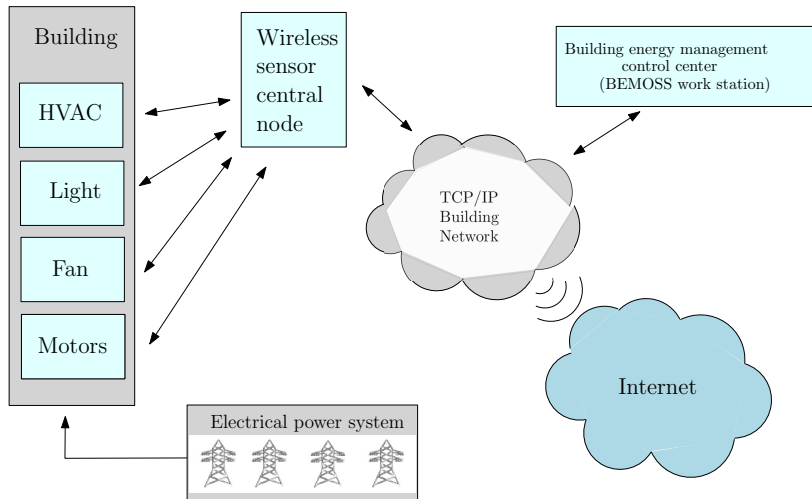 Building
HVAC
Light
Fan
Motors
Wireless
sensor
central
node
Building energy management
control center
(BEMOSS work station)
TCP/IP
Building
Network
Internet
Electrical power system